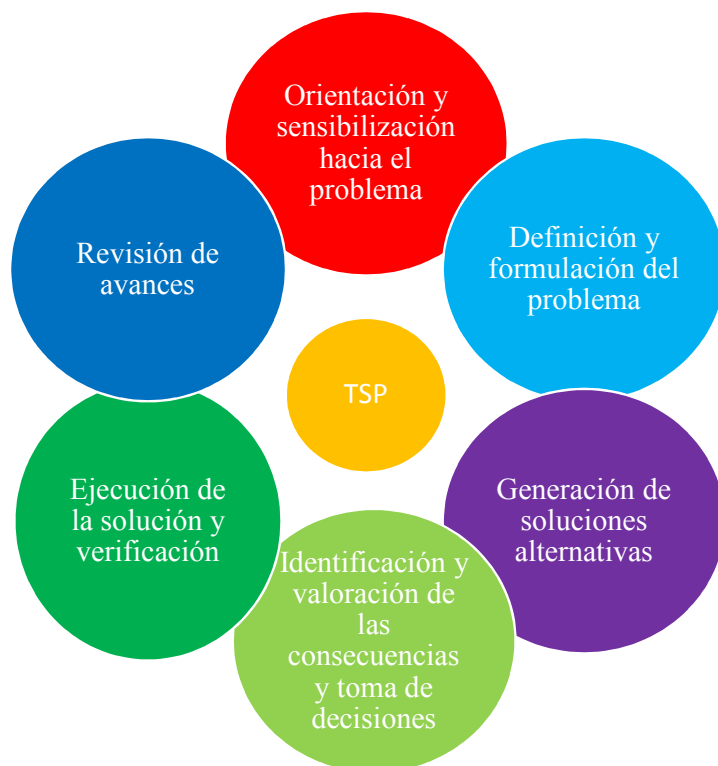 Orientación y
sensibilización
hacia el
problema
Definición y
formulación del
problema
Generación de
soluciones
alternativas
Identificación y
valoración de
las
consecuencias
y toma de
decisiones
Ejecución de
la solución y
verificación
Revisión de
avances
TSP